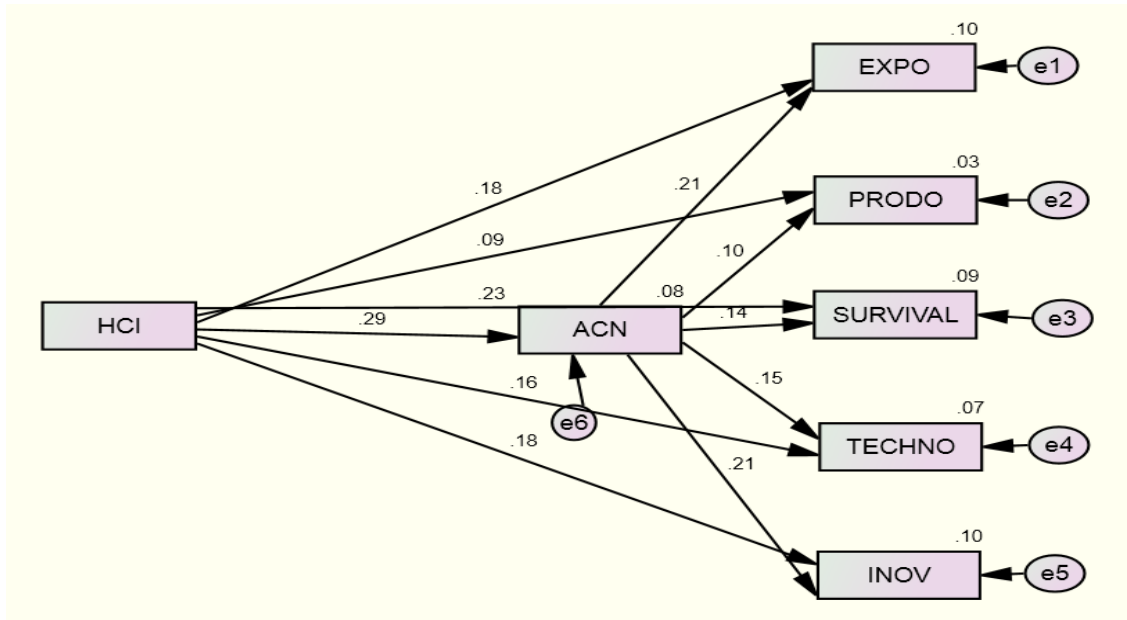 .10
EXPO
e1
.18
.21
.03
PRODO
e2
.09
.10
.09
.23
.08
SURVIVAL
e3
HCI
.29
ACN
.14
.16
.15
.07
e6
TECHNO
e4
.18
.21
.10
INOV
e5